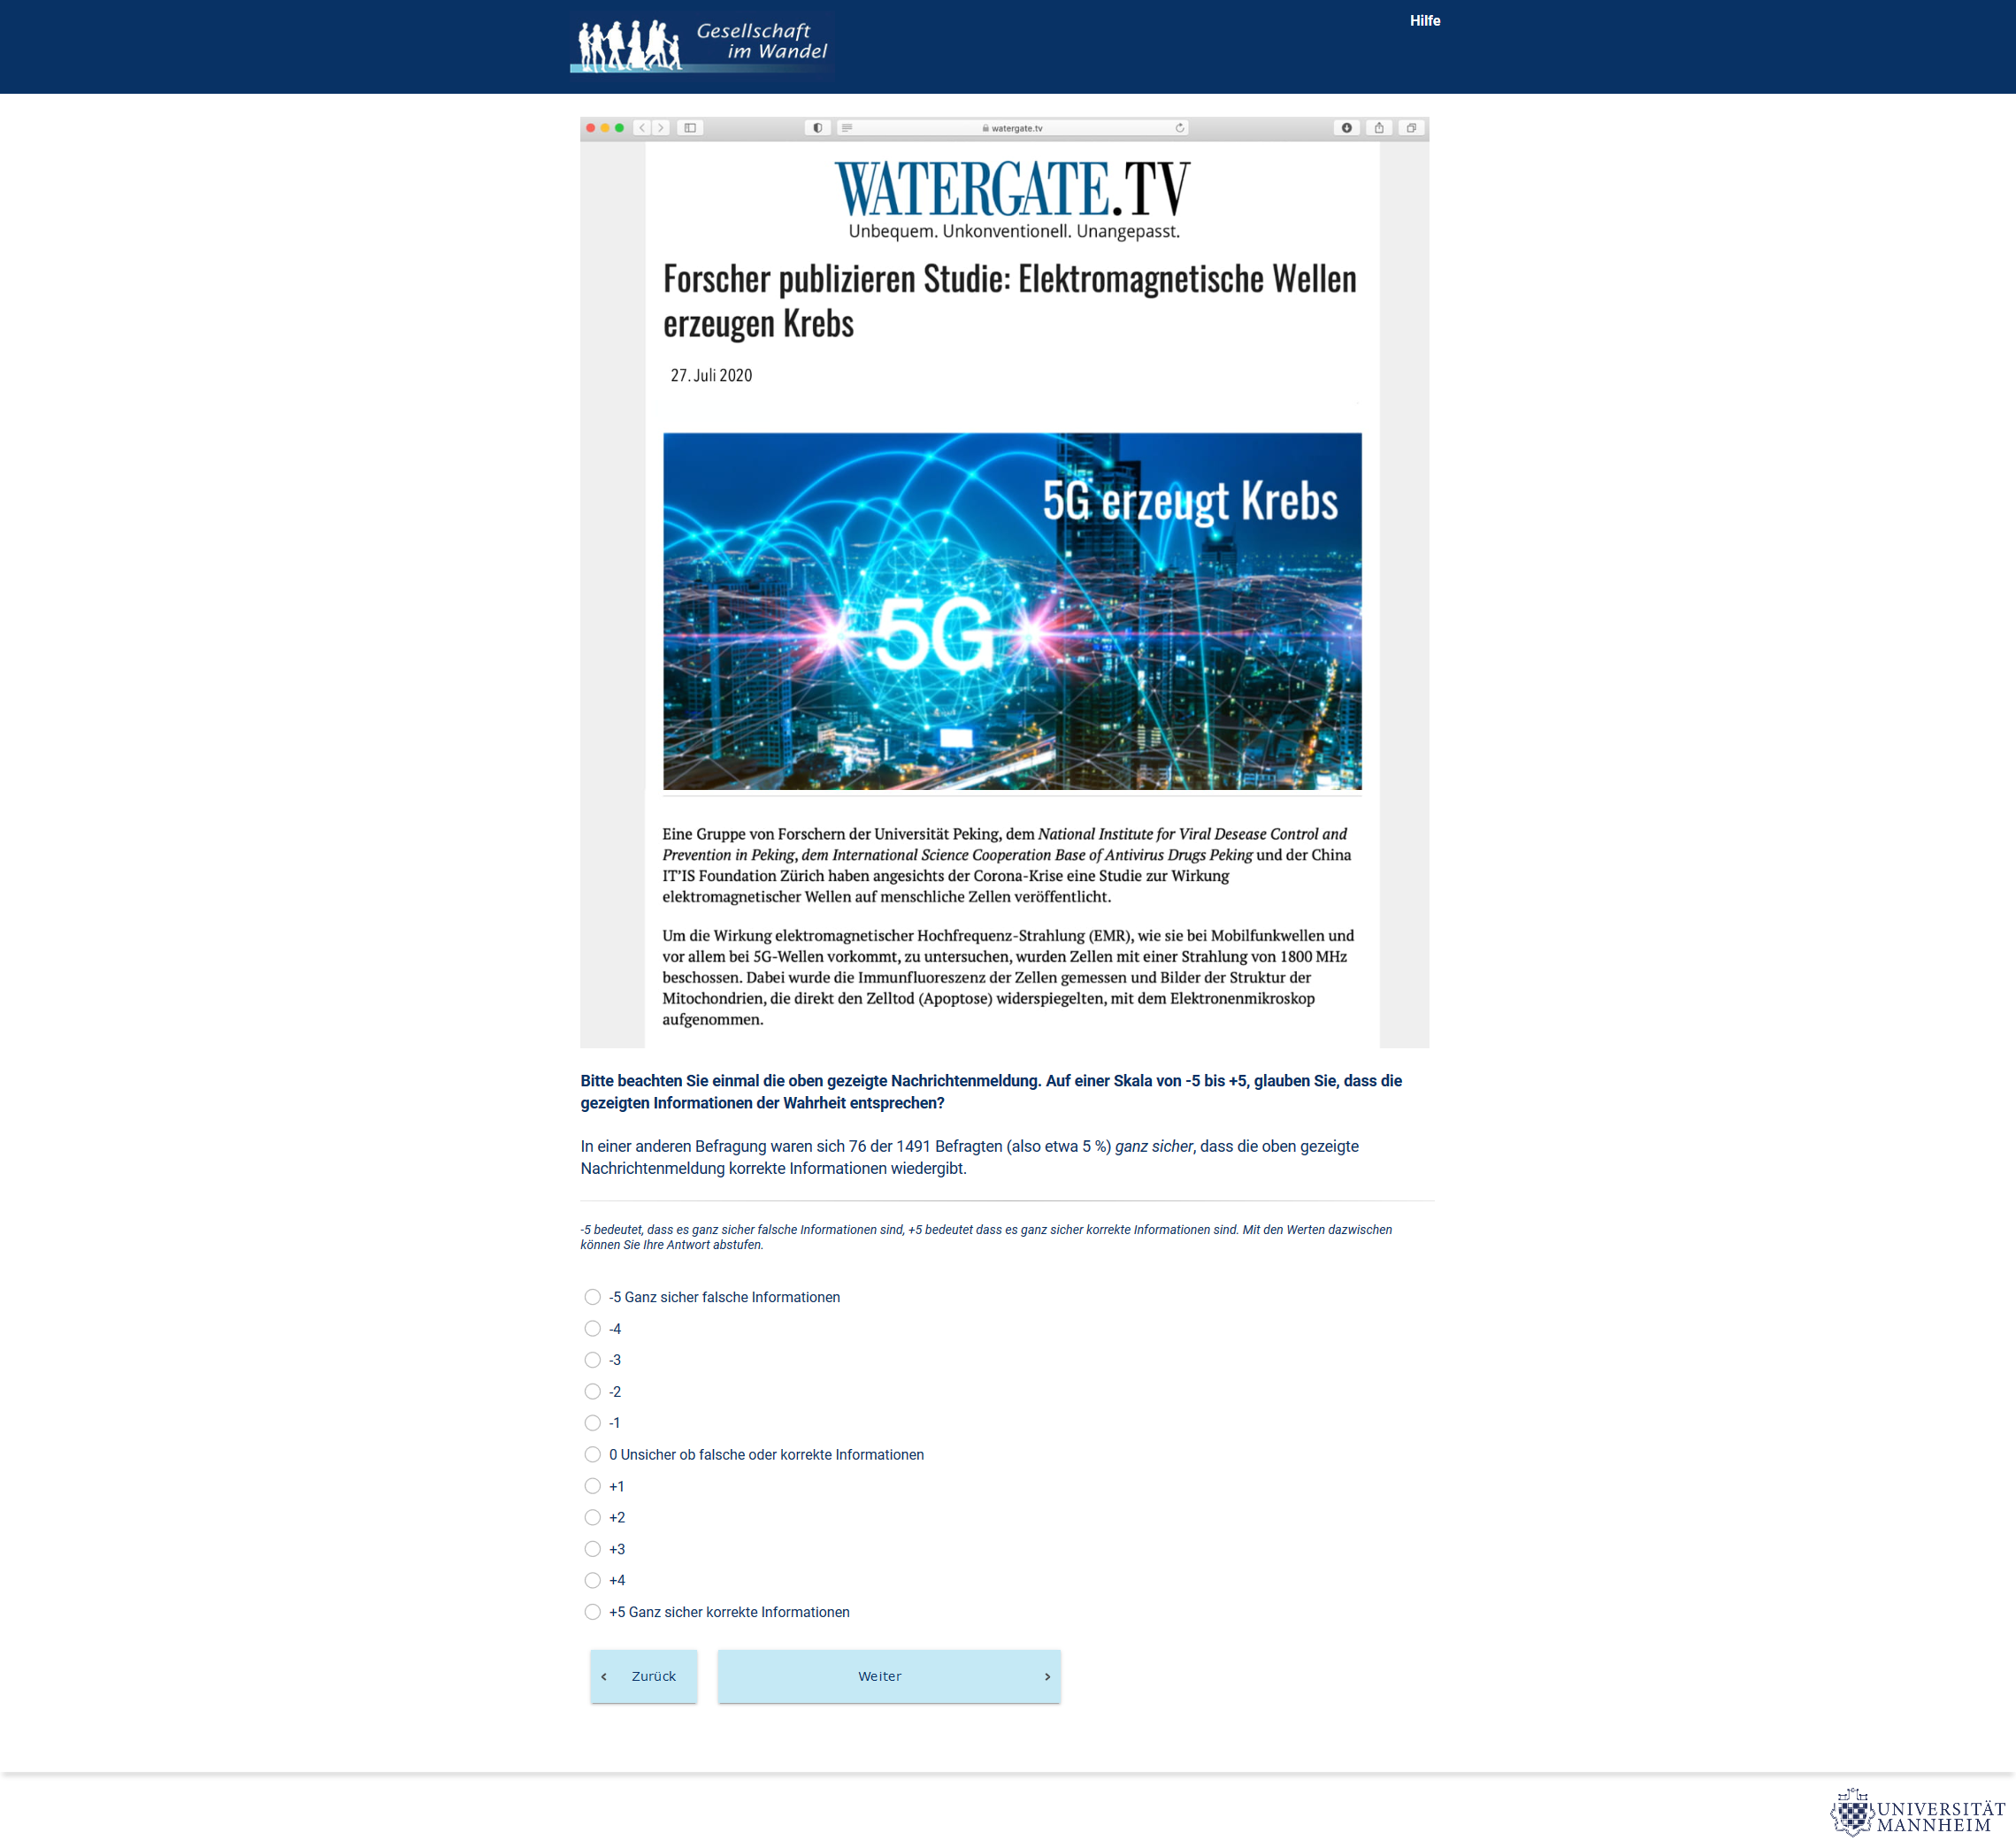 Gesellschaft
im Wandel
Hilfe
watergate.tv
WATERGATE.TV
Unbequem. Unkonventionell. Unangepasst.
Forscher publizieren Studie: Elektromagnetische Wellen
erzeugen Krebs
27. Juli 2020
5G erzeugt Krebs
5G
Eine Gruppe von Forschern der Universität Peking, dem National Institute for Viral Desease Control and
Prevention in Peking, dem International Science Cooperation Base of Antivirus Drugs Peking und der China
IT’IS Foundation Zürich haben angesichts der Corona-Krise eine Studie zur Wirkung
elektromagnetischer Wellen auf menschliche Zellen veröffentlicht.
Um die Wirkung elektromagnetischer Hochfrequenz-Strahlung (EMR), wie sie bei Mobilfunkwellen und
vor allem bei 5G-Wellen vorkommt, zu untersuchen, wurden Zellen mit einer Strahlung von 1800 MHz
beschossen. Dabei wurde die Immunfluoreszenz der Zellen gemessen und Bilder der Struktur der
Mitochondrien, die direkt den Zelltod (Apoptose) widerspiegelten, mit dem Elektronenmikroskop
aufgenommen.
Bitte beachten Sie einmal die oben gezeigte Nachrichtenmeldung. Auf einer Skala von -5 bis +5, glauben Sie, dass die
gezeigten Informationen der Wahrheit entsprechen?
In einer anderen Befragung waren sich 76 der 1491 Befragten (also etwa 5 %) ganz sicher, dass die oben gezeigte
Nachrichtenmeldung korrekte Informationen wiedergibt.
-5 bedeutet, dass es ganz sicher falsche Informationen sind, +5 bedeutet dass es ganz sicher korrekte Informationen sind. Mit den Werten dazwischen
können Sie Ihre Antwort abstufen.
-5 Ganz sicher falsche Informationen
-4
-3
-2
-1
0 Unsicher ob falsche oder korrekte Informationen
+1
+2
+3
+4
+5 Ganz sicher korrekte Informationen
Zurück
Weiter
UNIVERSITÄT
MANNHEIM